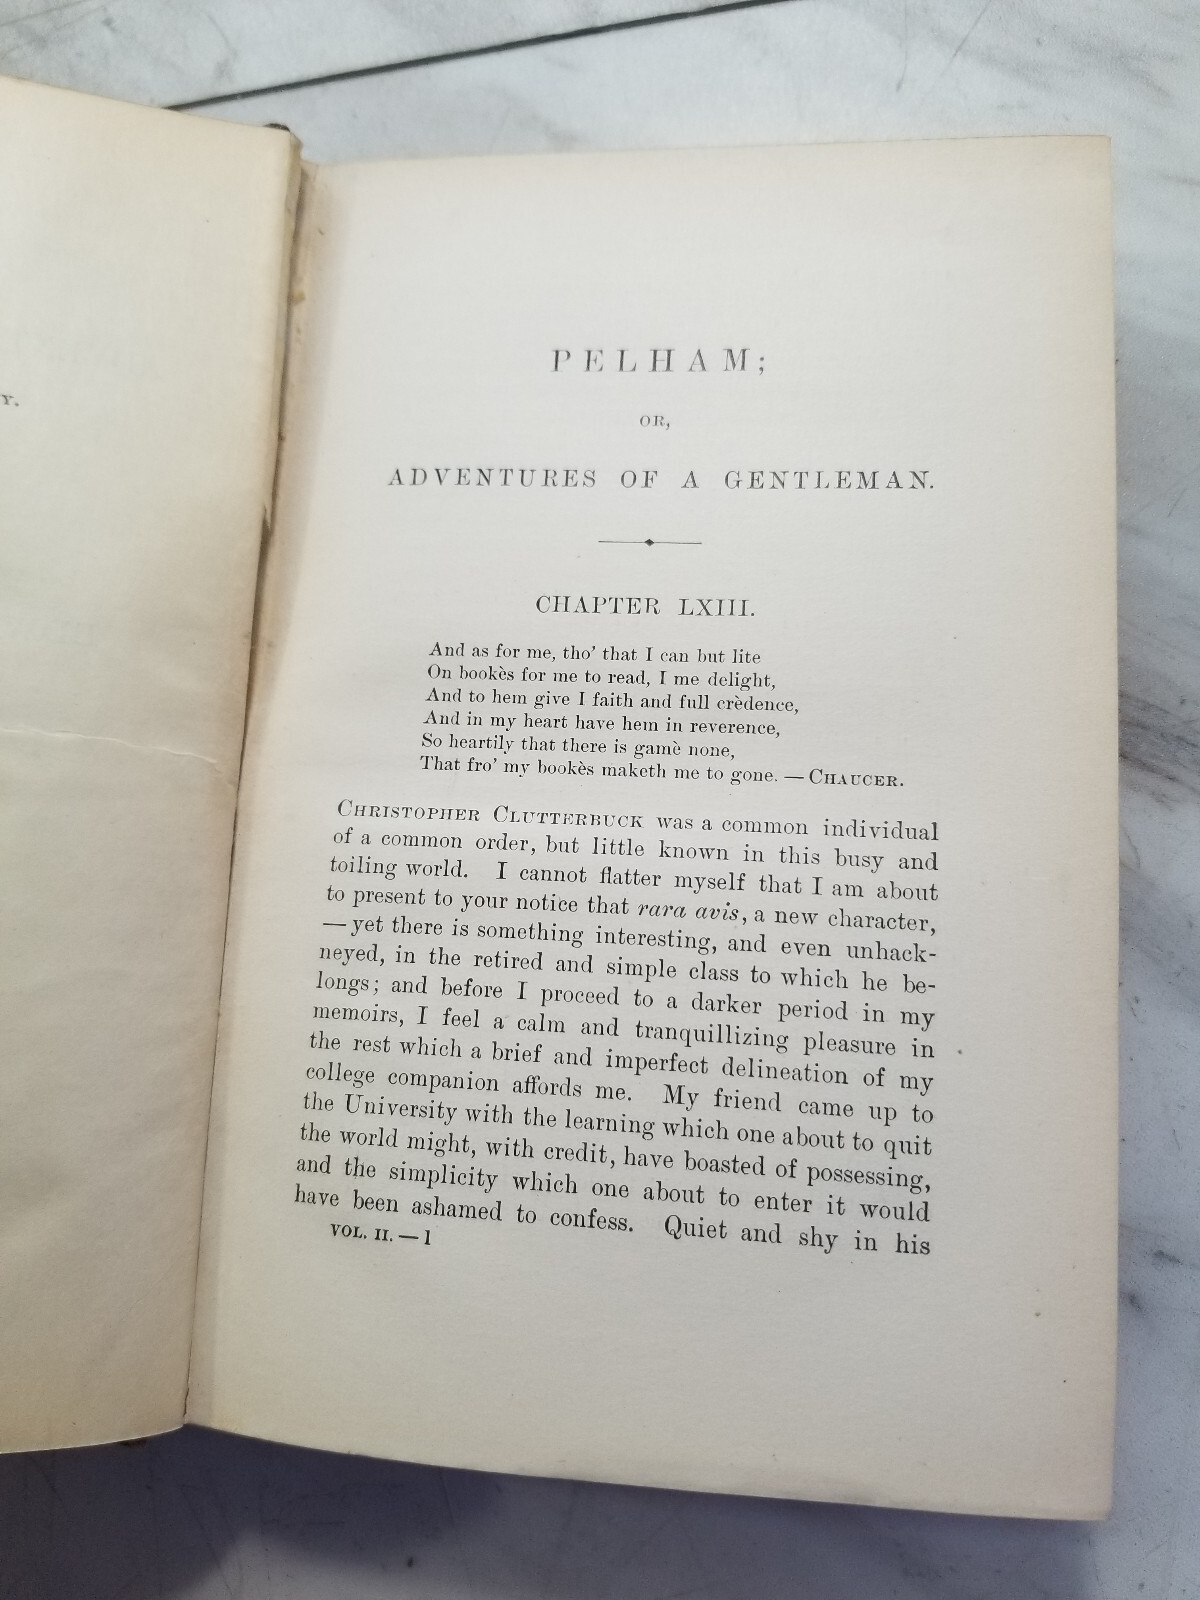 Y.
PELHAM;
OR,
ADVENTURES OF A GENTLEMAN.
CHAPTER LXIII.
And as for me, tho' that I can but lite
On bookès for me to read, I me delight,
And to hem give I faith and full crèdence,
And in my heart have hem in reverence,
So heartily that there is gamè none,
That fro' my bookès maketh me to gone. — CHAUCER.
CHRISTOPHER CLUTTERBUCK was a common individual
of a common order, but little known in this busy and
toiling world. I cannot flatter myself that I am about
to present to your notice that rara avis, a new character,
— yet there is something interesting, and even unhack-
neyed, in the retired and simple class to which he be-
longs; and before I proceed to a darker period in my
memoirs, I feel a calm and tranquillizing pleasure in
the rest which a brief and imperfect delineation of my
college companion affords me. My friend came up to
the University with the learning which one about to quit
the world might, with credit, have boasted of possessing,
and the simplicity which one about to enter it would
have been ashamed to confess. Quiet and shy in his
VOL. II. — 1